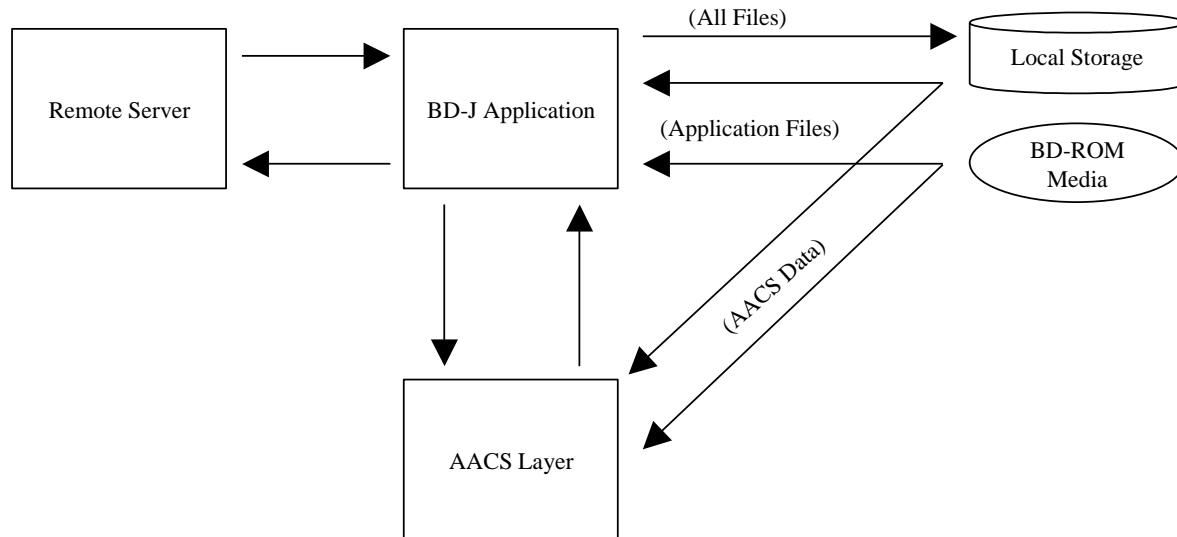 (All Files)
Remote Server
BD-J Application
Local Storage
(Application Files)
BD-ROM
Media
(AACS Data)
AACS Layer